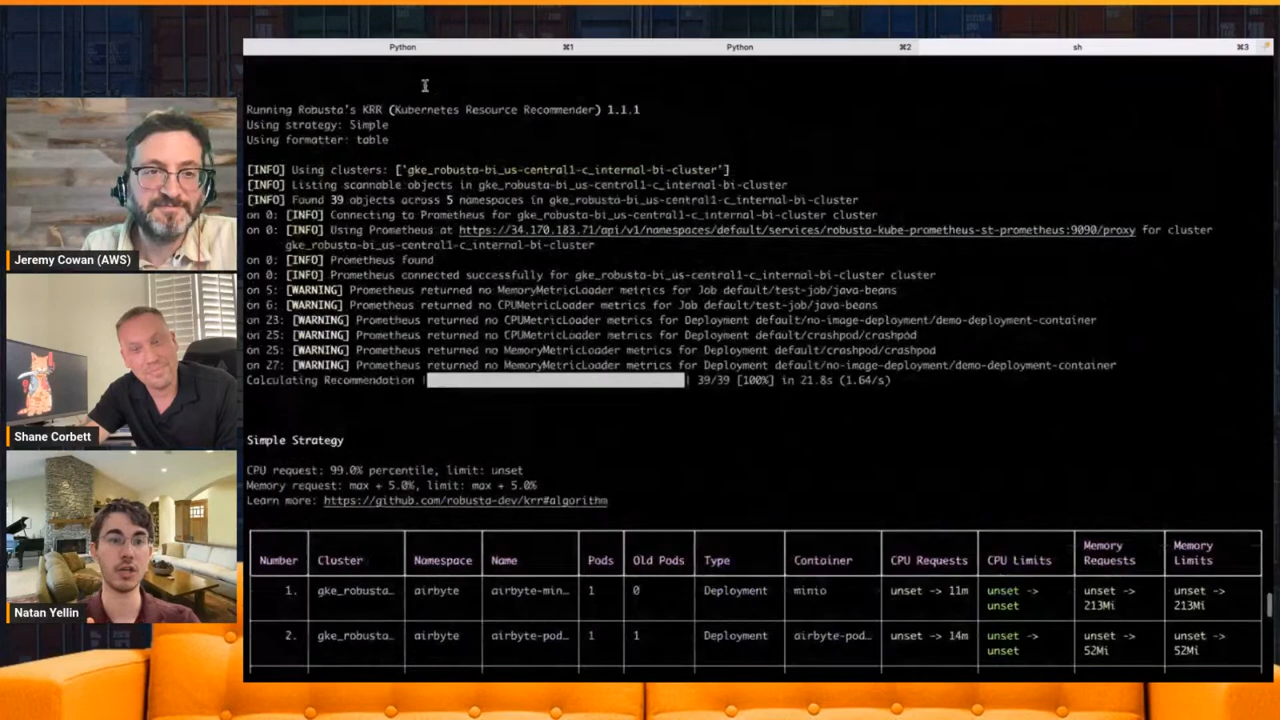 Python ⌘1 Python ⌘2 sh ⌘3
Running Robusta's KRR (Kubernetes Resource Recommender) 1.1.1
Using strategy: Simple
Using formatter: table
[INFO] Using clusters: ['gke_robusta-bi_us-central1-c_internal-bi-cluster']
[INFO] Listing scannable objects in gke_robusta-bi_us-central1-c_internal-bi-cluster
[INFO] Found 39 objects across 5 namespaces in gke_robusta-bi_us-central1-c_internal-bi-cluster
on 0: [INFO] Connecting to Prometheus for gke_robusta-bi_us-central1-c_internal-bi-cluster cluster
on 0: [INFO] Using Prometheus at https://34.170.183.71/api/v1/namespaces/default/services/robusta-kube-prometheus-st-prometheus:9090/proxy for cluster
gke_robusta-bi_us-central1-c_internal-bi-cluster
on 0: [INFO] Prometheus found
on 0: [INFO] Prometheus connected successfully for gke_robusta-bi_us-central1-c_internal-bi-cluster cluster
on 5: [WARNING] Prometheus returned no MemoryMetricLoader metrics for Job default/test-job/java-beans
on 6: [WARNING] Prometheus returned no CPUMetricLoader metrics for Job default/test-job/java-beans
on 23: [WARNING] Prometheus returned no CPUMetricLoader metrics for Deployment default/no-image-deployment/demo-deployment-container
on 25: [WARNING] Prometheus returned no CPUMetricLoader metrics for Deployment default/crashpod/crashpod
on 25: [WARNING] Prometheus returned no MemoryMetricLoader metrics for Deployment default/crashpod/crashpod
on 27: [WARNING] Prometheus returned no MemoryMetricLoader metrics for Deployment default/no-image-deployment/demo-deployment-container
Calculating Recommendation | | 39/39 [100%] in 21.8s (1.64/s)
Simple Strategy
CPU request: 99.0% percentile, limit: unset
Memory request: max + 5.0%, limit: max + 5.0%
Learn more: https://github.com/robusta-dev/krr#algorithm
Number Cluster Namespace Name Pods Old Pods Type Container CPU Requests CPU Limits Memory Requests Memory Limits
1. gke_robusta… airbyte airbyte-min… 1 0 Deployment minio unset -> 11m unset -> unset unset -> 213Mi unset -> 213Mi
2. gke_robusta… airbyte airbyte-pod… 1 1 Deployment airbyte-pod… unset -> 14m unset -> unset unset -> 52Mi unset -> 52Mi
Jeremy Cowan (AWS)
Shane Corbett
Natan Yellin